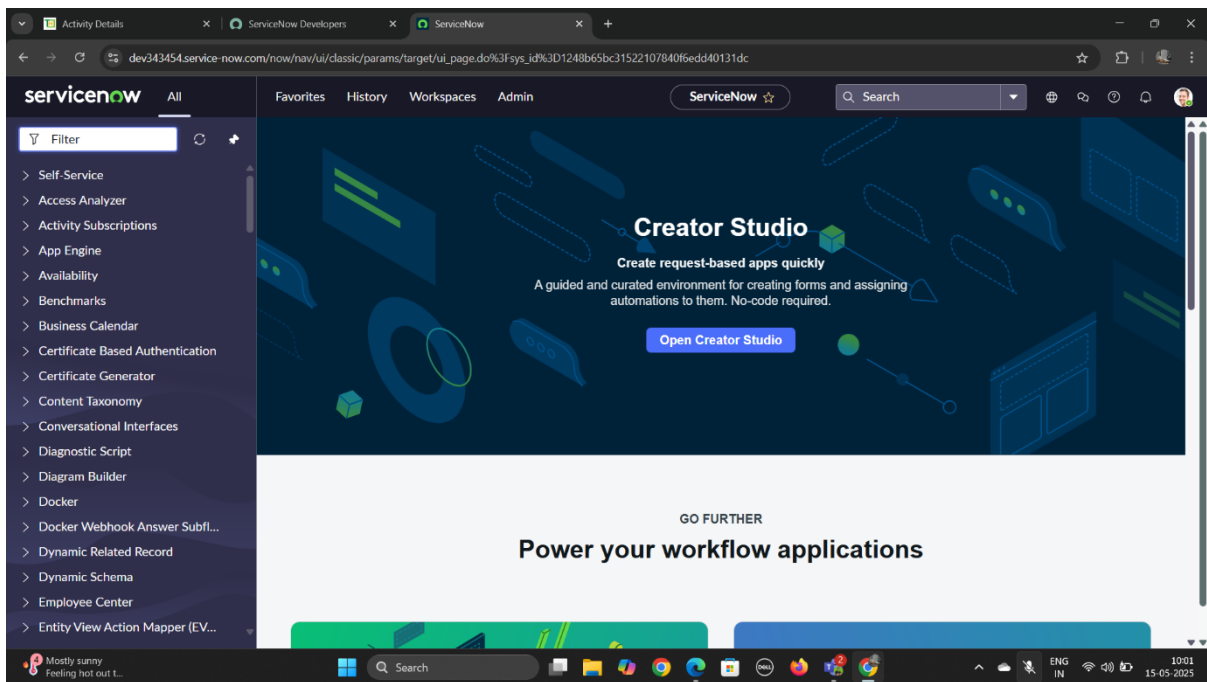 Activity Details
ServiceNow Developers
ServiceNow
dev343454.service-now.com/now/nav/ui/classic/params/target/ui_page.do%3Fsys_id%3D1248b65bc31522107840f6edd40131dc
servicenow All Favorites History Workspaces Admin ServiceNow Search
Filter
Self-Service
Access Analyzer
Activity Subscriptions
App Engine
Availability
Benchmarks
Business Calendar
Certificate Based Authentication
Certificate Generator
Content Taxonomy
Conversational Interfaces
Diagnostic Script
Diagram Builder
Docker
Docker Webhook Answer Subfl...
Dynamic Related Record
Dynamic Schema
Employee Center
Entity View Action Mapper (EV...
Creator Studio
Create request-based apps quickly
A guided and curated environment for creating forms and assigning
automations to them. No-code required.
Open Creator Studio
GO FURTHER
Power your workflow applications
4
Mostly sunny
Feeling hot out t...
Search
DELL
2
ENG
IN
10:01
15-05-2025